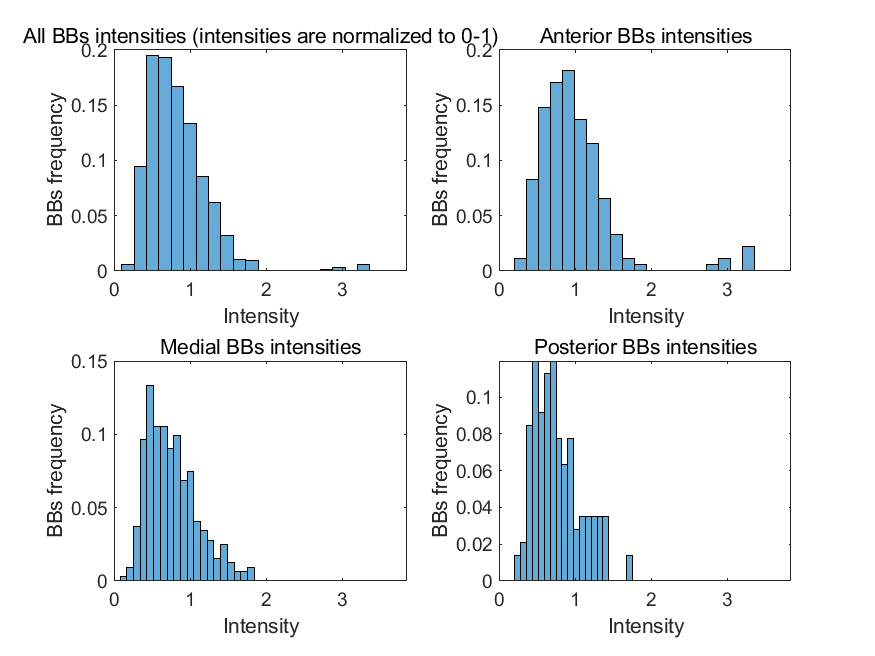 All BBs intensities (intensities are normalized to 0-1)
0.2
0.15
0.1
0.05
0
BBs frequency
0 1 2 3
Intensity
Anterior BBs intensities
0.2
0.15
0.1
0.05
0
BBs frequency
0 1 2 3
Intensity
Medial BBs intensities
0.15
0.1
0.05
0
BBs frequency
0 1 2 3
Intensity
Posterior BBs intensities
0.1
0.08
0.06
0.04
0.02
0
BBs frequency
0 1 2 3
Intensity